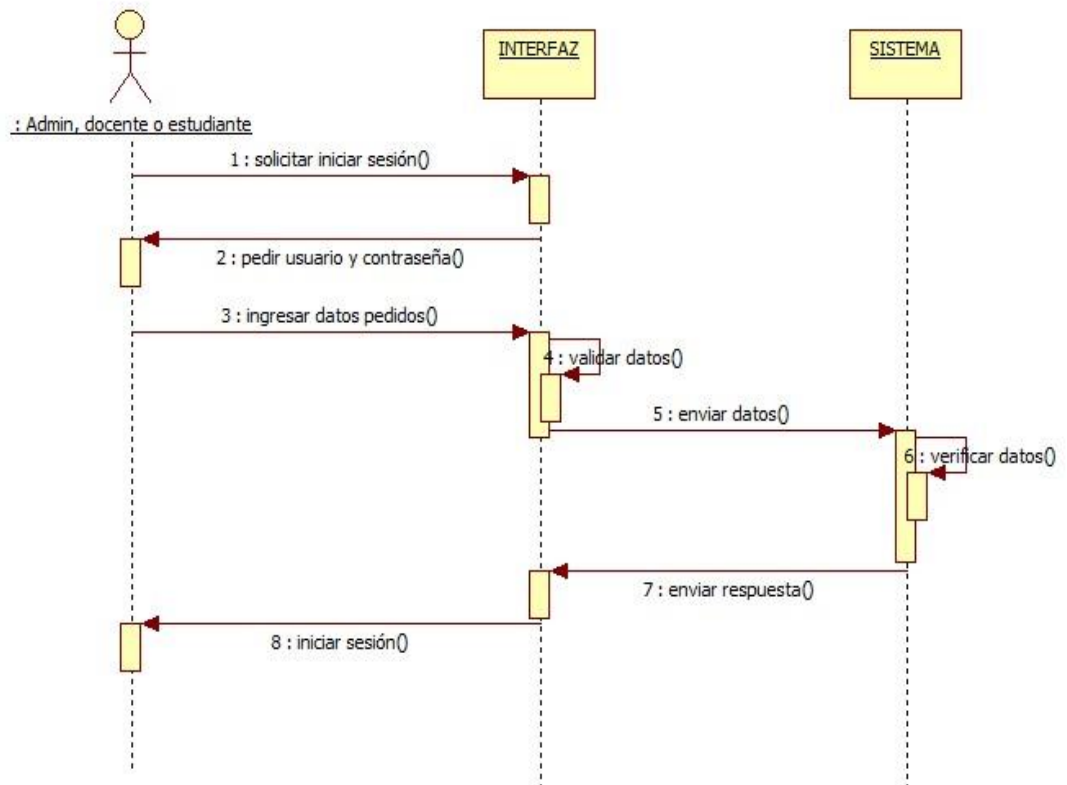 INTERFAZ
SISTEMA
: Admin, docente o estudiante
1 : solicitar iniciar sesión()
2 : pedir usuario y contraseña()
3 : ingresar datos pedidos()
4 : validar datos()
5 : enviar datos()
6 : verificar datos()
7 : enviar respuesta()
8 : iniciar sesión()